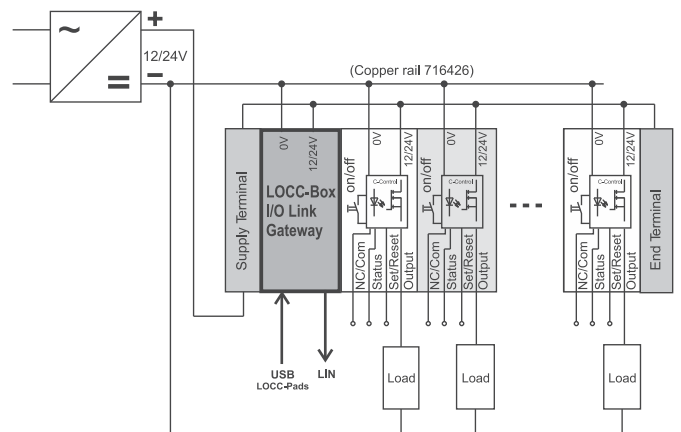 ~
+
12/24V
−
=
(Copper rail 716426)
Supply Terminal
0V
12/24V
LOCC-Box
I/O Link
Gateway
on/off
0V
12/24V
C-Control
NC/Com
Status
Set/Reset
Output
on/off
0V
12/24V
C-Control
NC/Com
Status
Set/Reset
Output
on/off
0V
12/24V
C-Control
NC/Com
Status
Set/Reset
Output
End Terminal
USB
LOCC-Pads
LIN
Load
Load
Load